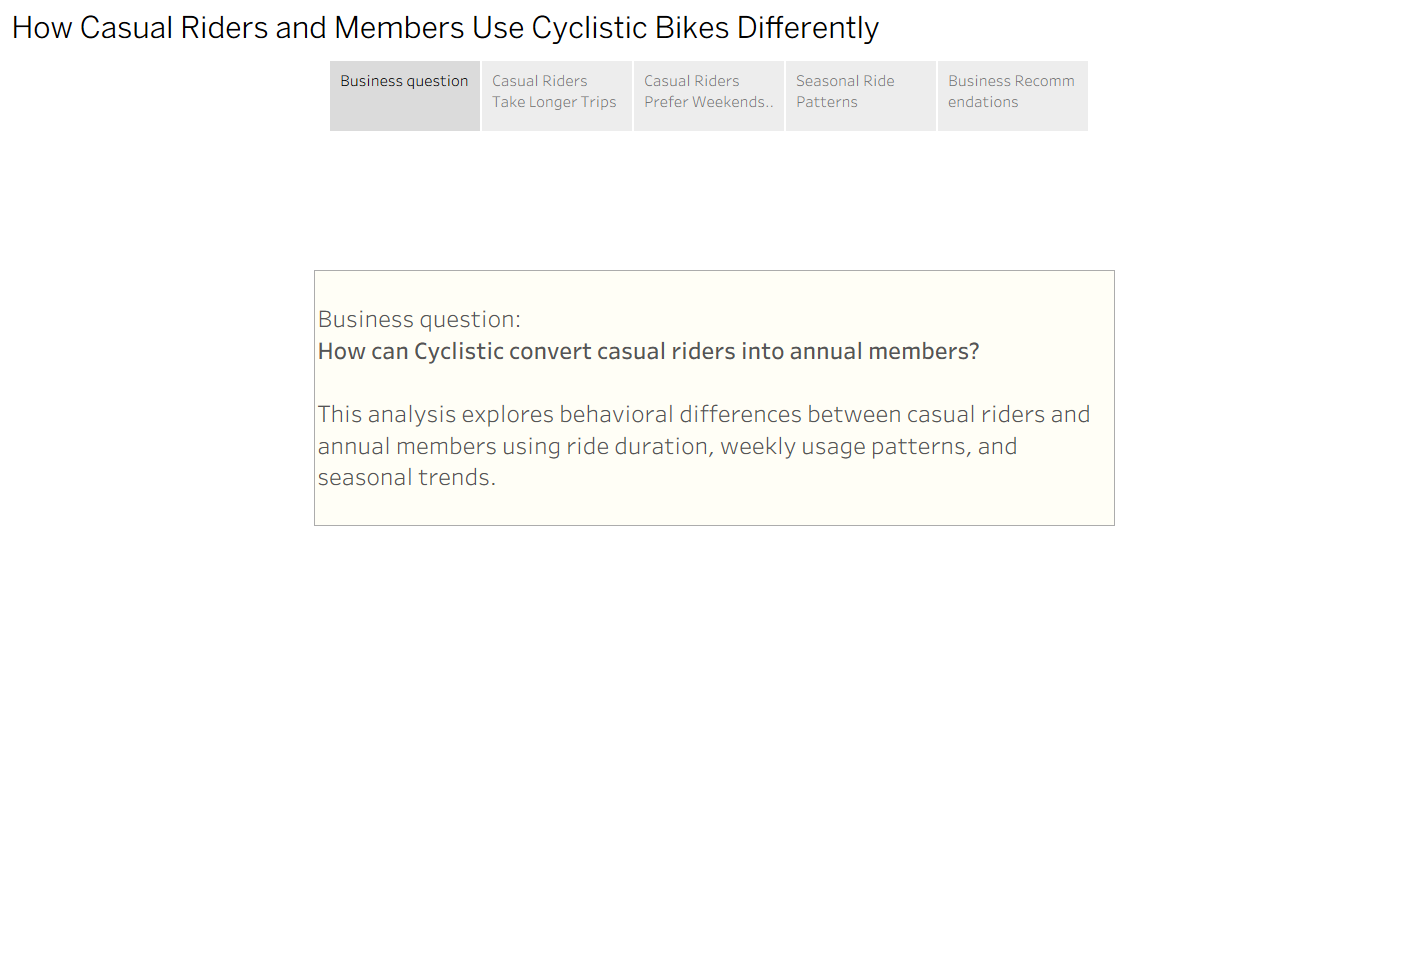 How Casual Riders and Members Use Cyclistic Bikes Differently
Business question
Casual Riders
Take Longer Trips
Casual Riders
Prefer Weekends..
Seasonal Ride
Patterns
Business Recomm
endations
Business question:
How can Cyclistic convert casual riders into annual members?
This analysis explores behavioral differences between casual riders and
annual members using ride duration, weekly usage patterns, and
seasonal trends.